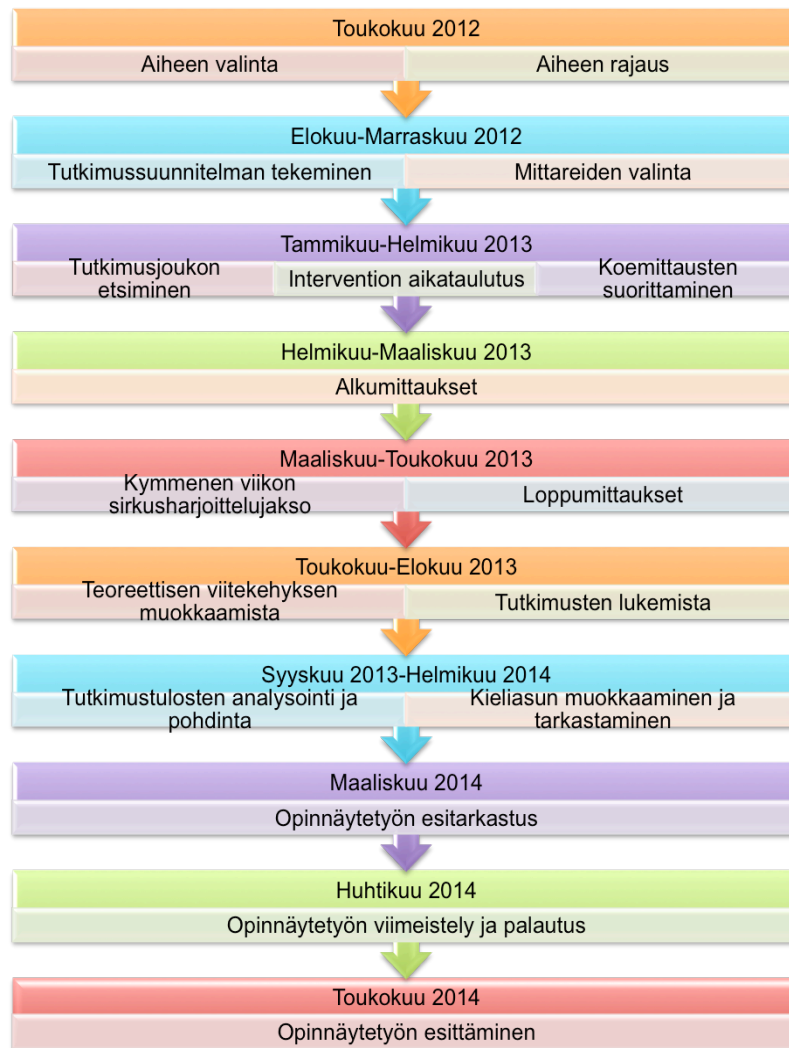 Toukokuu 2012
Aiheen valinta
Aiheen rajaus
Elokuu-Marraskuu 2012
Tutkimussuunnitelman tekeminen
Mittareiden valinta
Tammikuu-Helmikuu 2013
Tutkimusjoukon
etsiminen
Intervention aikataulutus
Koemittausten
suorittaminen
Helmikuu-Maaliskuu 2013
Alkumittaukset
Maaliskuu-Toukokuu 2013
Kymmenen viikon
sirkusharjoittelujakso
Loppumittaukset
Toukokuu-Elokuu 2013
Teoreettisen viitekehyksen
muokkaamista
Tutkimusten lukemista
Syyskuu 2013-Helmikuu 2014
Tutkimustulosten analysointi ja
pohdinta
Kieliasun muokkaaminen ja
tarkastaminen
Maaliskuu 2014
Opinnäytetyön esitarkastus
Huhtikuu 2014
Opinnäytetyön viimeistely ja palautus
Toukokuu 2014
Opinnäytetyön esittäminen